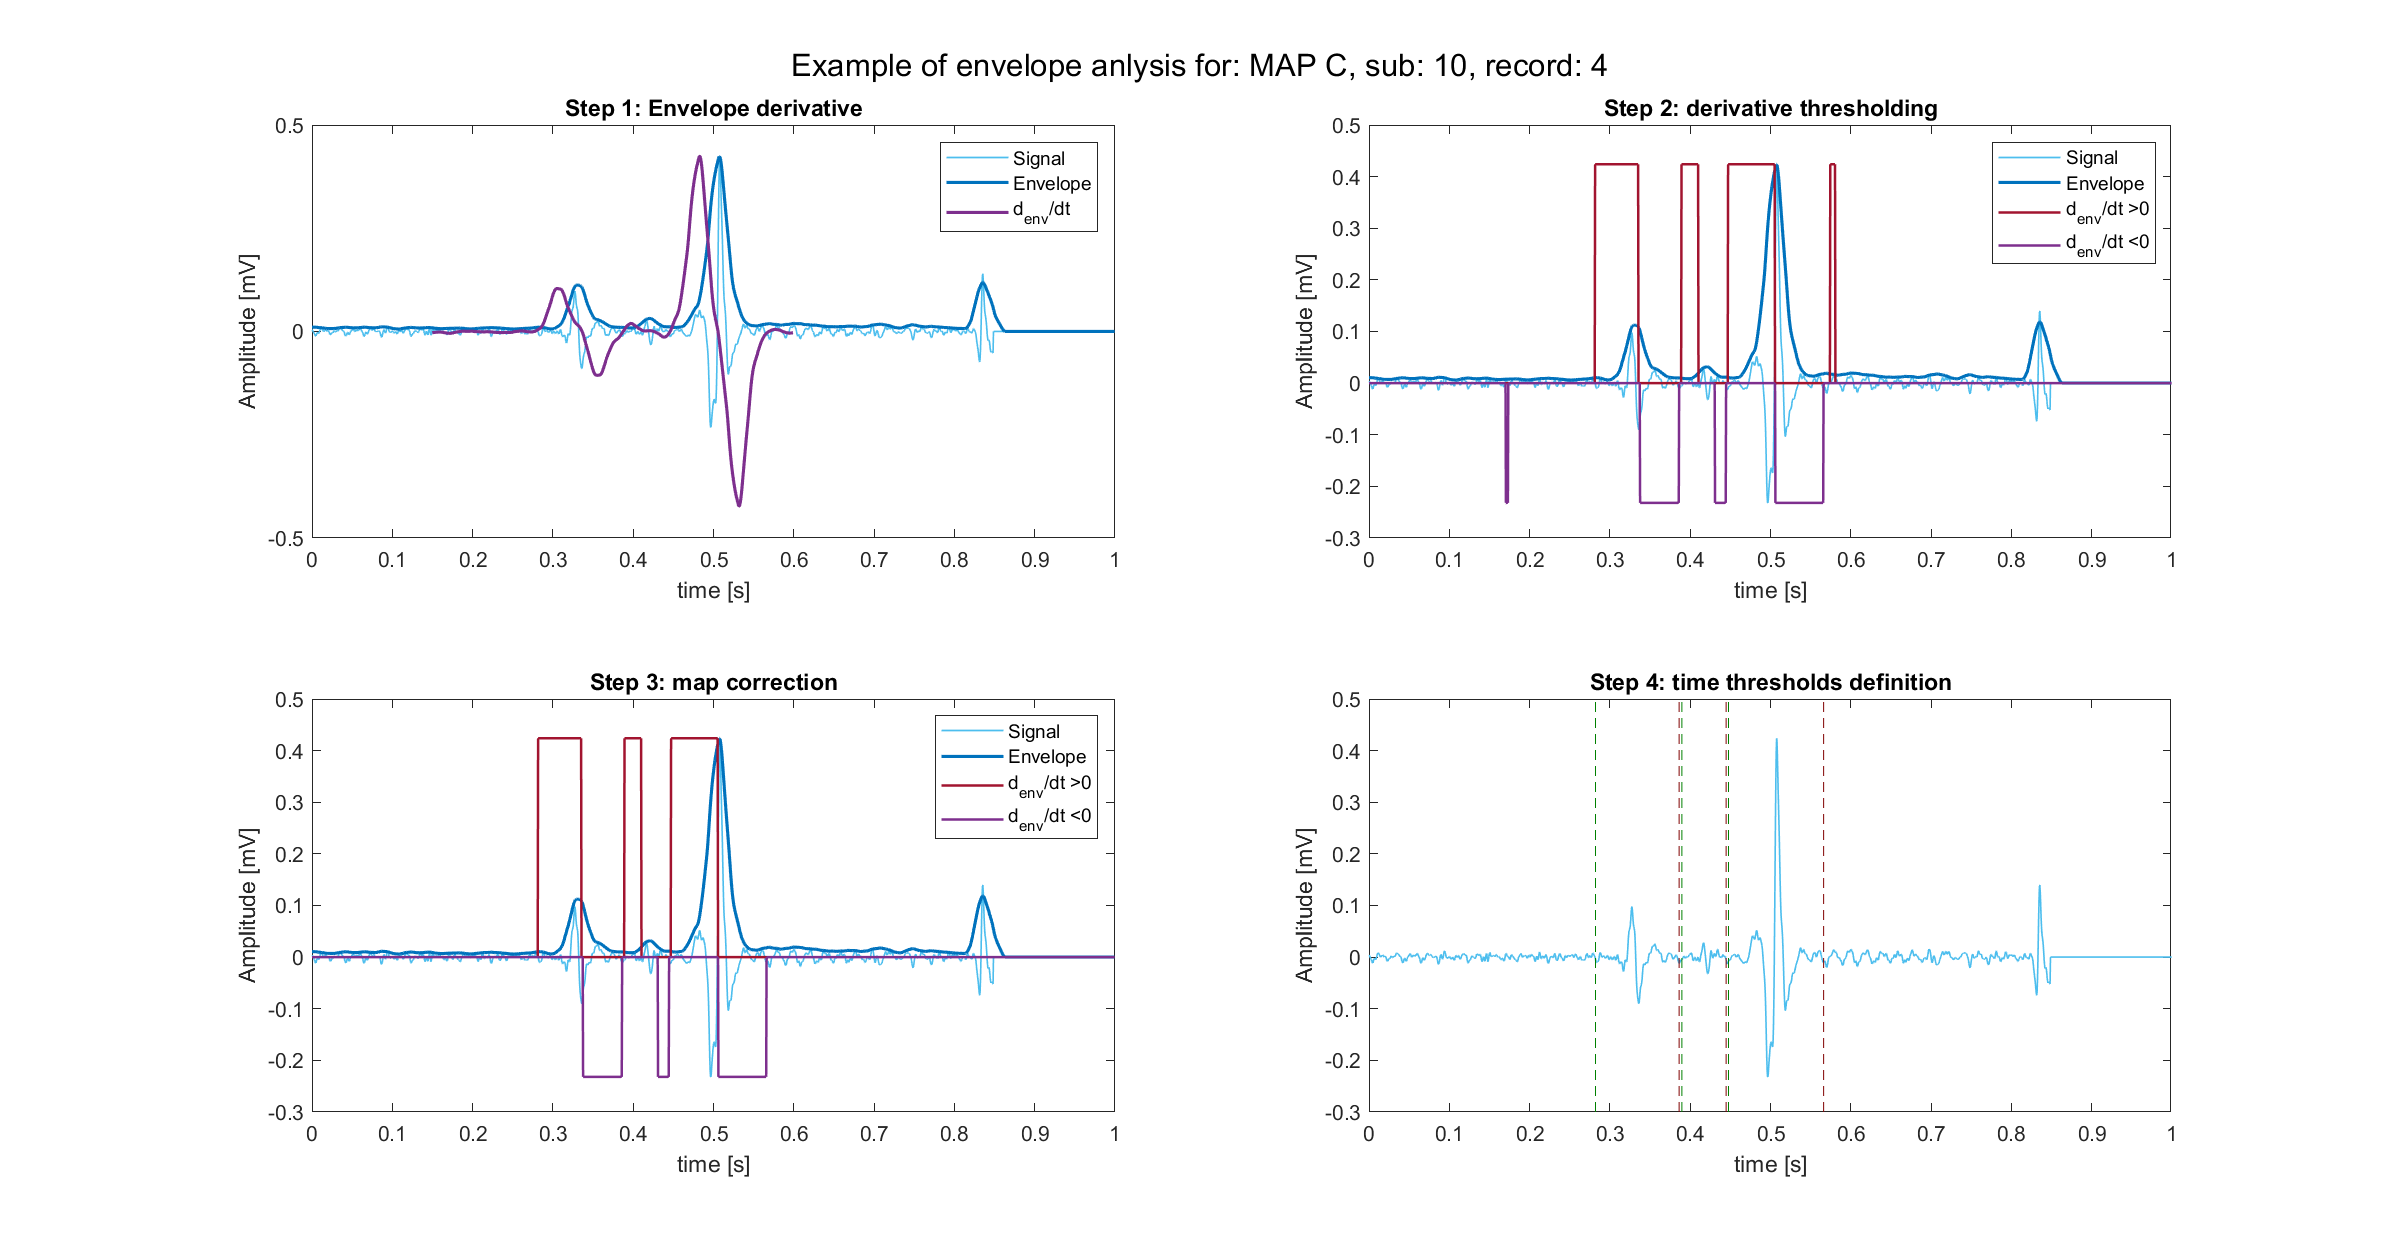 Example of envelope anlysis for: MAP C, sub: 10, record: 4
Step 1: Envelope derivative
0.5
0
-0.5
Amplitude [mV]
0 0.1 0.2 0.3 0.4 0.5 0.6 0.7 0.8 0.9 1
time [s]
Signal
Envelope
d_env/dt
Step 2: derivative thresholding
0.5
0.4
0.3
0.2
0.1
0
-0.1
-0.2
-0.3
Amplitude [mV]
0 0.1 0.2 0.3 0.4 0.5 0.6 0.7 0.8 0.9 1
time [s]
Signal
Envelope
d_env/dt >0
d_env/dt <0
Step 3: map correction
0.5
0.4
0.3
0.2
0.1
0
-0.1
-0.2
-0.3
Amplitude [mV]
0 0.1 0.2 0.3 0.4 0.5 0.6 0.7 0.8 0.9 1
time [s]
Signal
Envelope
d_env/dt >0
d_env/dt <0
Step 4: time thresholds definition
0.5
0.4
0.3
0.2
0.1
0
-0.1
-0.2
-0.3
Amplitude [mV]
0 0.1 0.2 0.3 0.4 0.5 0.6 0.7 0.8 0.9 1
time [s]